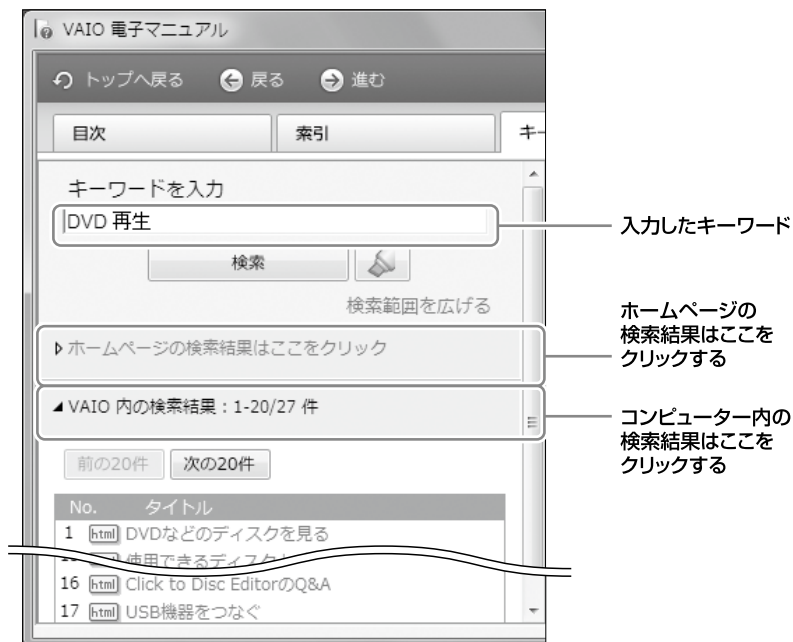 VAIO 電子マニュアル
トップへ戻る 戻る 進む
目次 索引
キーワードを入力
DVD 再生
検索
検索範囲を広げる
ホームページの検索結果はここをクリック
VAIO 内の検索結果:1-20/27 件
前の20件 次の20件
No. タイトル
1 html DVDなどのディスクを見る
使用できるディスク
16 html Click to Disc EditorのQ&A
17 html USB機器をつなぐ
入力したキーワード
ホームページの
検索結果はここを
クリックする
コンピューター内の
検索結果はここを
クリックする